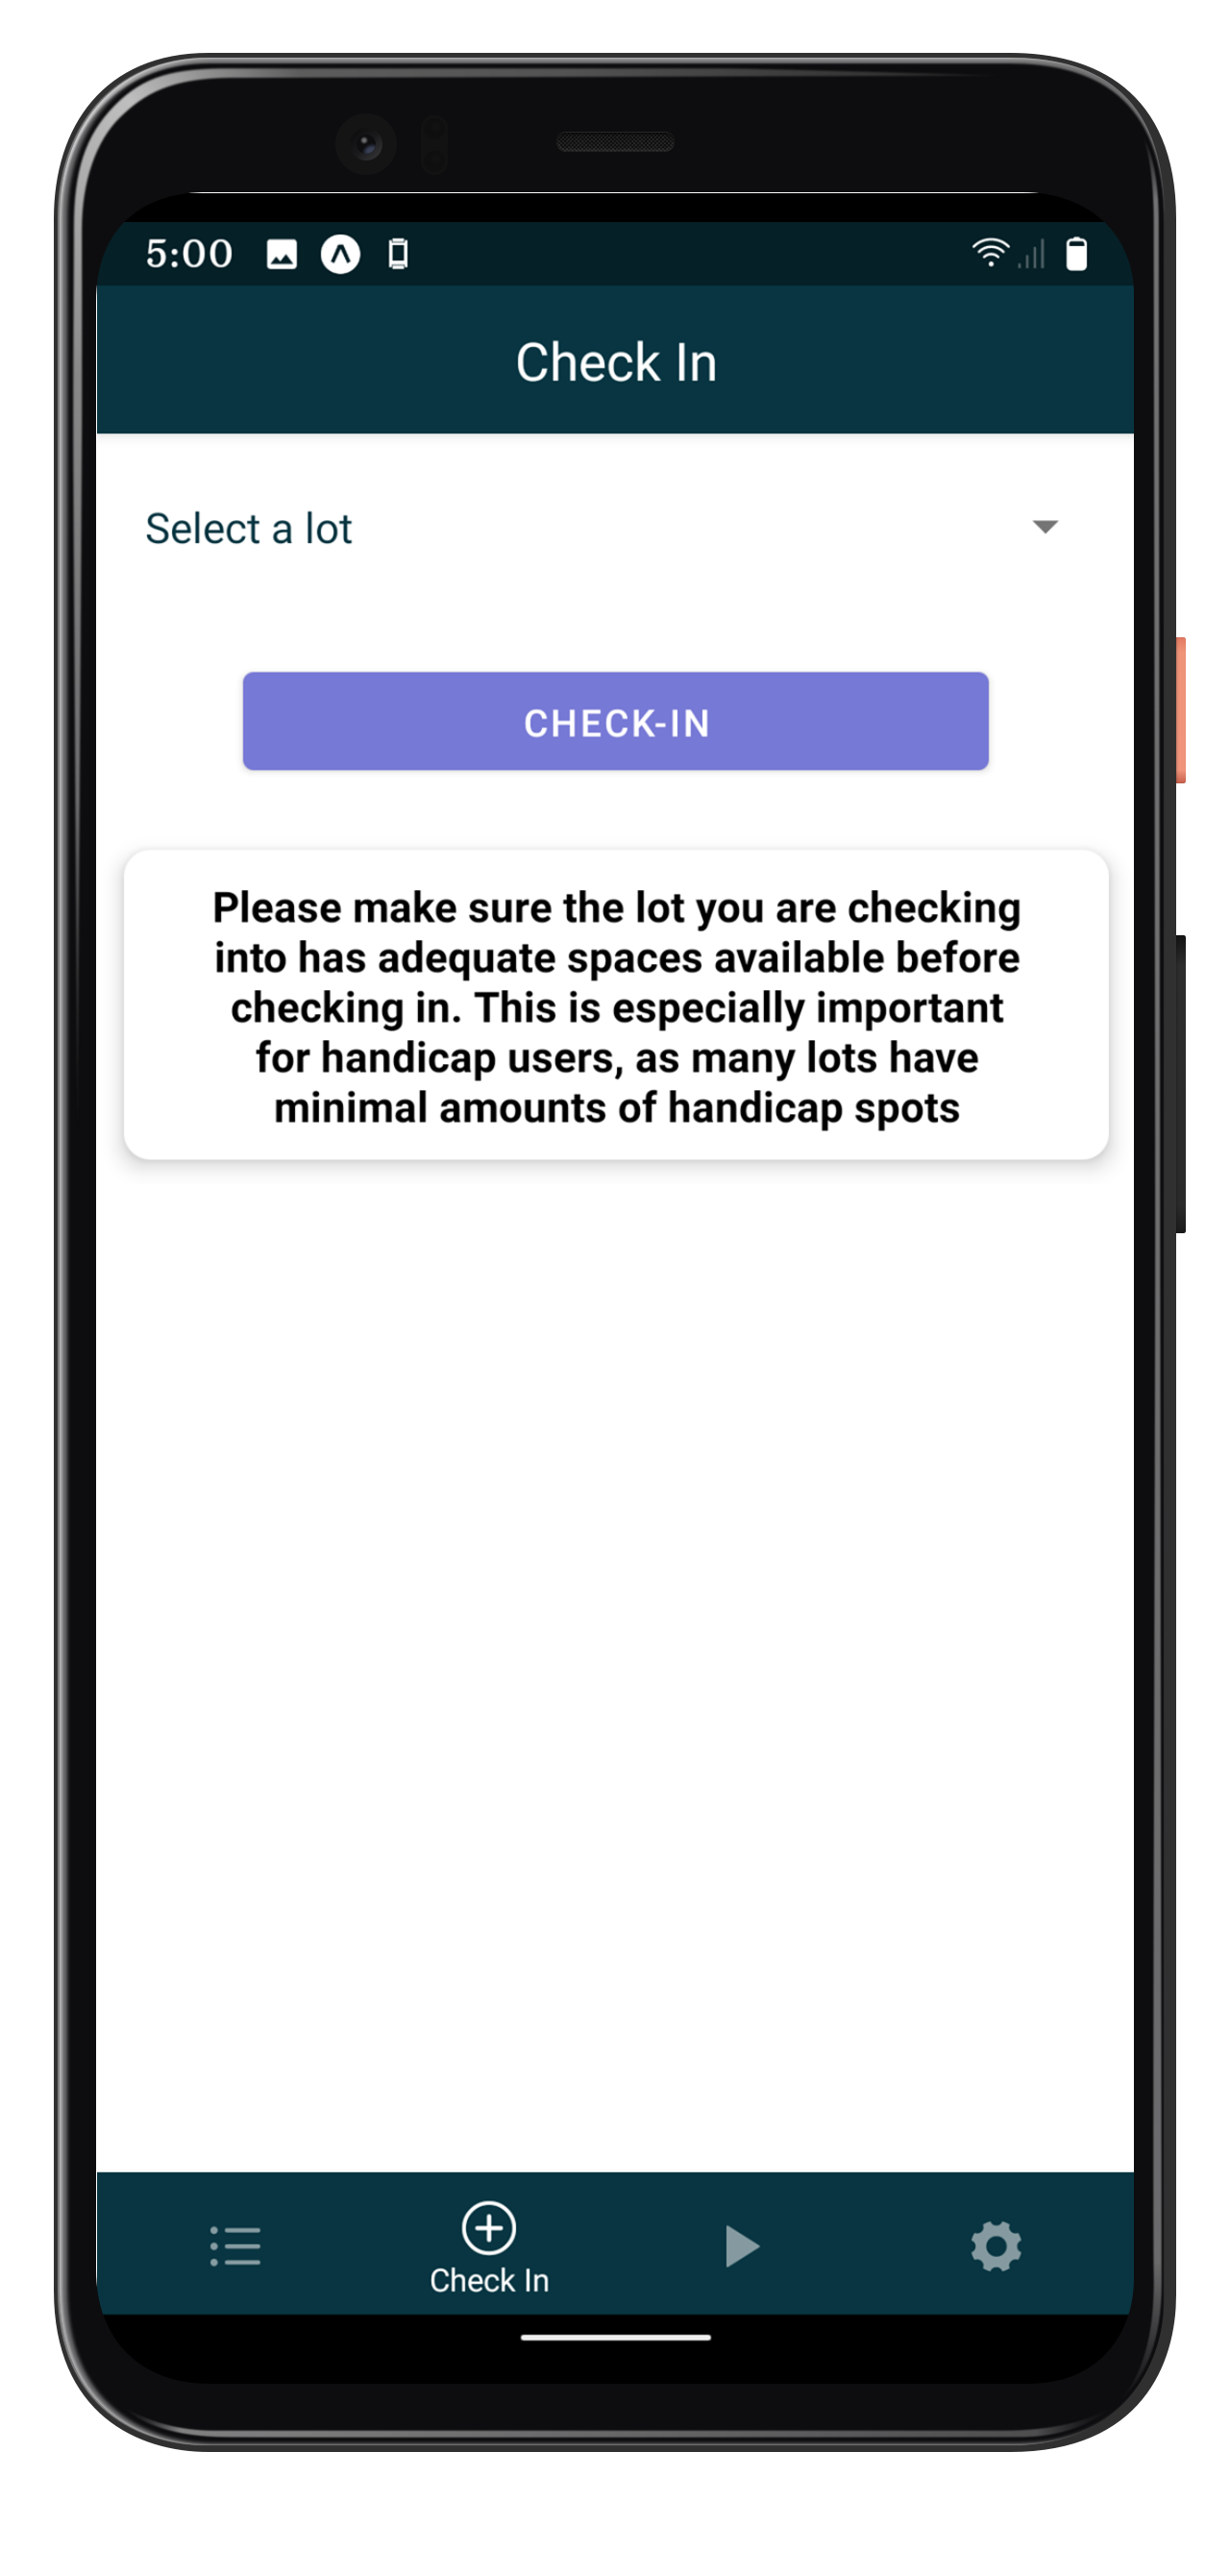 5:00
Check In
Select a lot
CHECK-IN
Please make sure the lot you are checking
into has adequate spaces available before
checking in. This is especially important
for handicap users, as many lots have
minimal amounts of handicap spots
Check In